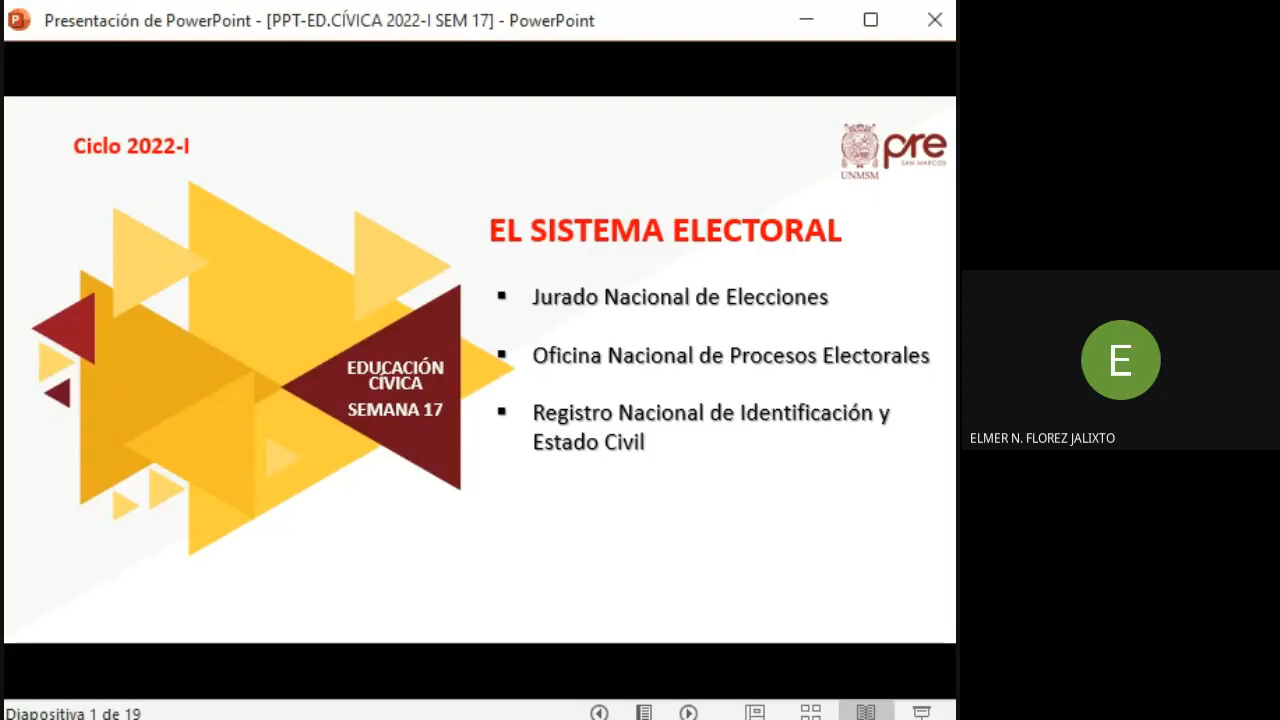 Presentación de PowerPoint - [PPT-ED.CÍVICA 2022-I SEM 17] - PowerPoint
Ciclo 2022-I
UNMSM
pre
SAN MARCOS
EL SISTEMA ELECTORAL
▪ Jurado Nacional de Elecciones
▪ Oficina Nacional de Procesos Electorales
▪ Registro Nacional de Identificación y
Estado Civil
EDUCACIÓN
CÍVICA
SEMANA 17
E
ELMER N. FLOREZ JALIXTO
Diapositiva 1 de 19